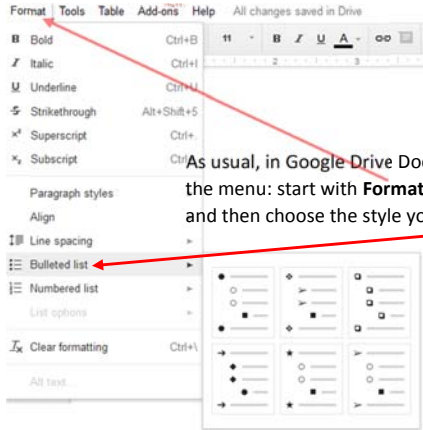 Format Tools Table Add-ons Help All changes saved in Drive
B Bold Ctrl+B 11 B I U A
I Italic Ctrl+I 2 3
U Underline Ctrl+U
S Strikethrough Alt+Shift+5
x² Superscript Ctrl+.
x₂ Subscript Ctrl
As usual, in Google Drive Doc
the menu: start with Format
and then choose the style yo
Paragraph styles
Align
Line spacing
Bulleted list
Numbered list
List options
Clear formatting Ctrl+\
Alt text...